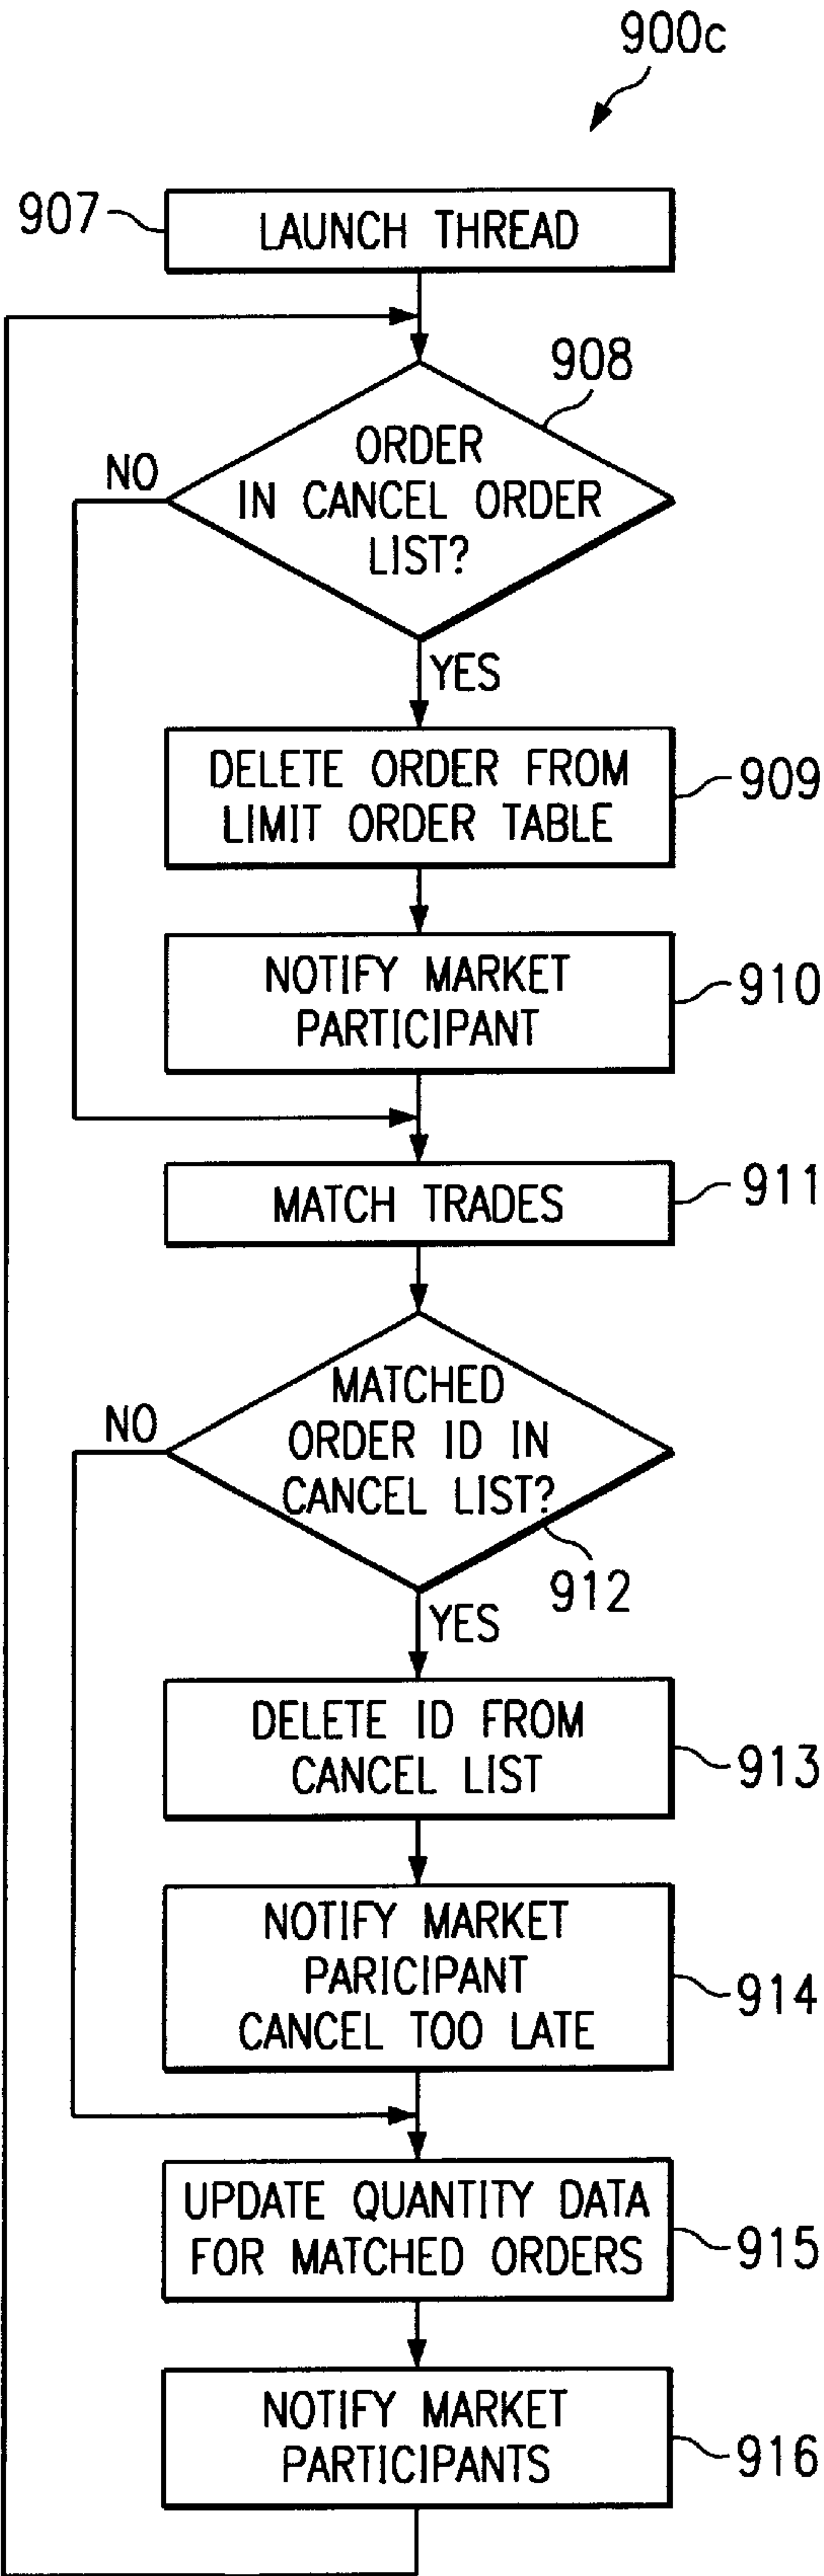 900c
907
LAUNCH THREAD
908
ORDER
IN CANCEL ORDER
LIST?
NO
YES
DELETE ORDER FROM
LIMIT ORDER TABLE
909
NOTIFY MARKET
PARTICIPANT
910
MATCH TRADES
911
MATCHED
ORDER ID IN
CANCEL LIST?
NO
912
YES
DELETE ID FROM
CANCEL LIST
913
NOTIFY MARKET
PARICIPANT
CANCEL TOO LATE
914
UPDATE QUANTITY DATA
FOR MATCHED ORDERS
915
NOTIFY MARKET
PARTICIPANTS
916